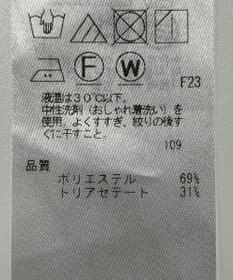 F
W
F23
液温は30℃以下。
中性洗剤(おしゃれ着洗い)を
使用。よくすすぎ、絞りの後す
ぐに干すこと。
109
品質
ポリエステル 69%
トリアセテート 31%